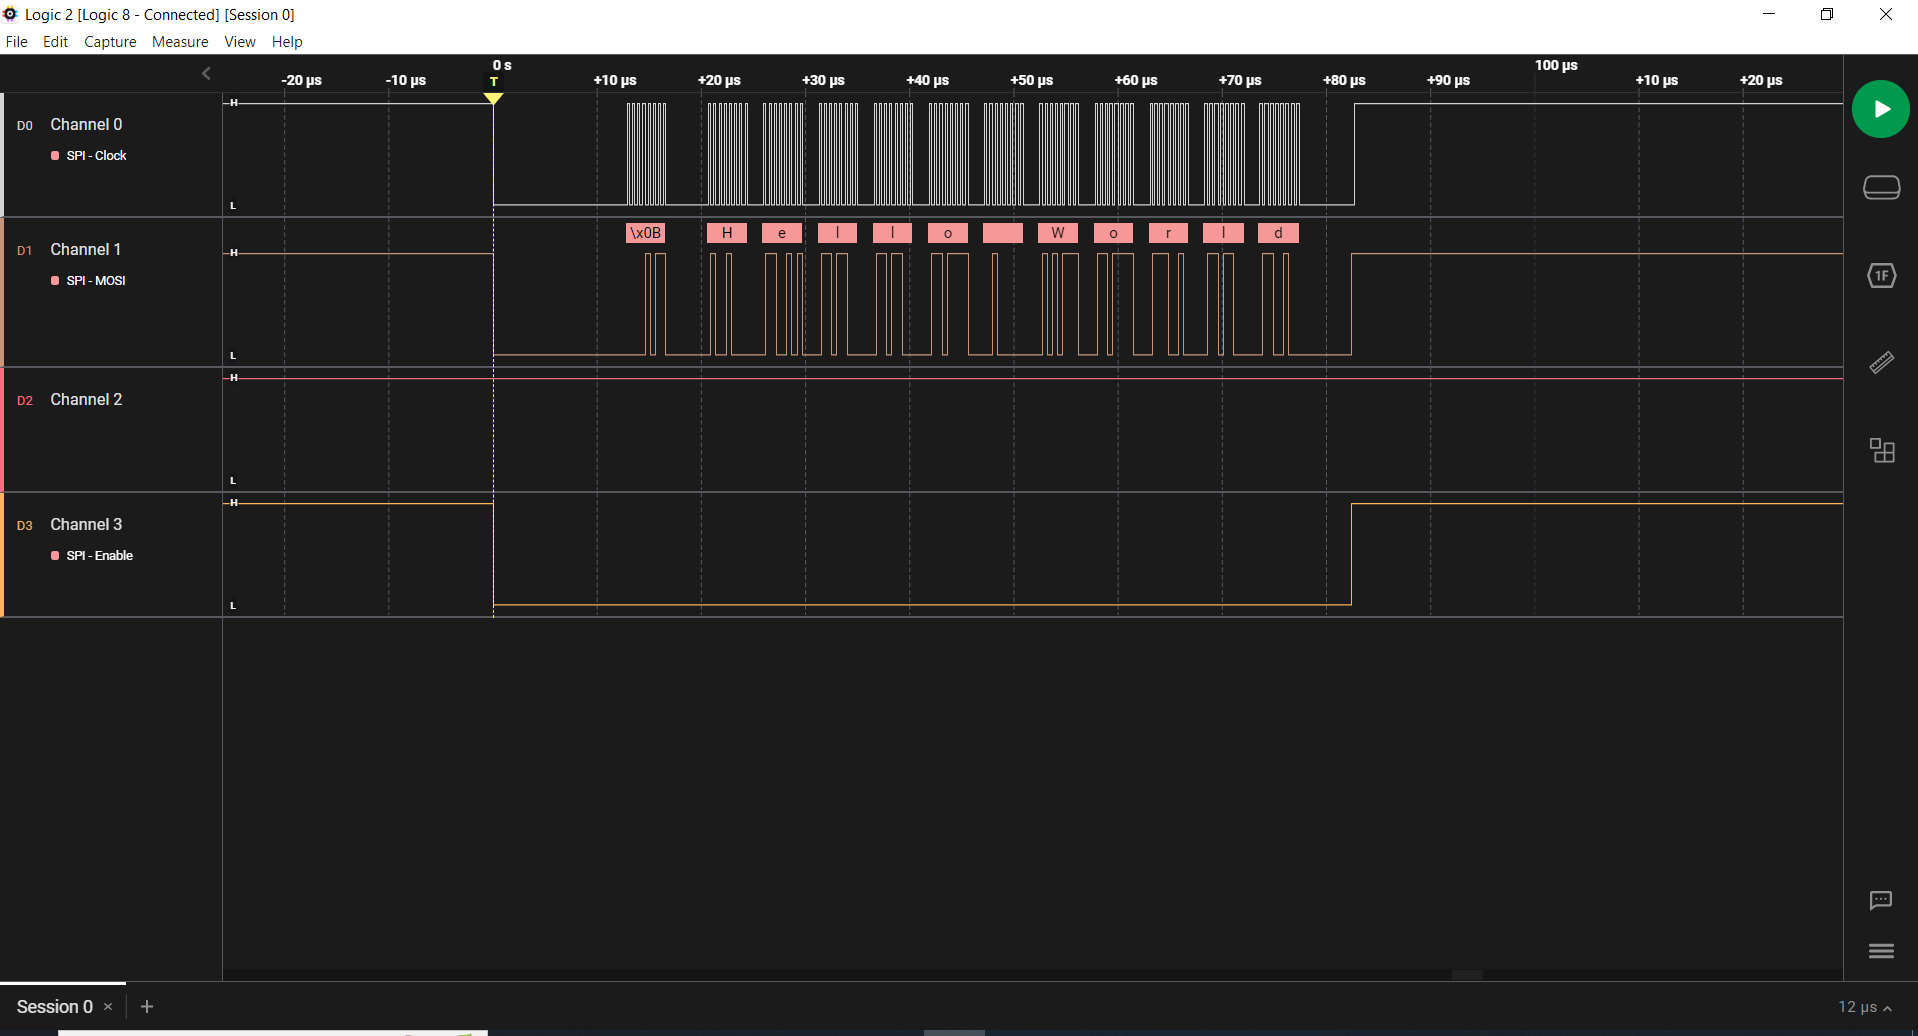 Logic 2 [Logic 8 - Connected] [Session 0]
File Edit Capture Measure View Help
0 s 100 µs
-20 µs -10 µs T +10 µs +20 µs +30 µs +40 µs +50 µs +60 µs +70 µs +80 µs +90 µs +10 µs +20 µs
H
D0 Channel 0
SPI - Clock
L
\x0B H e l l o W o r l d
D1 Channel 1
H
SPI - MOSI
1F
L
H
D2 Channel 2
L
H
D3 Channel 3
SPI - Enable
L
Session 0 × +
12 µs